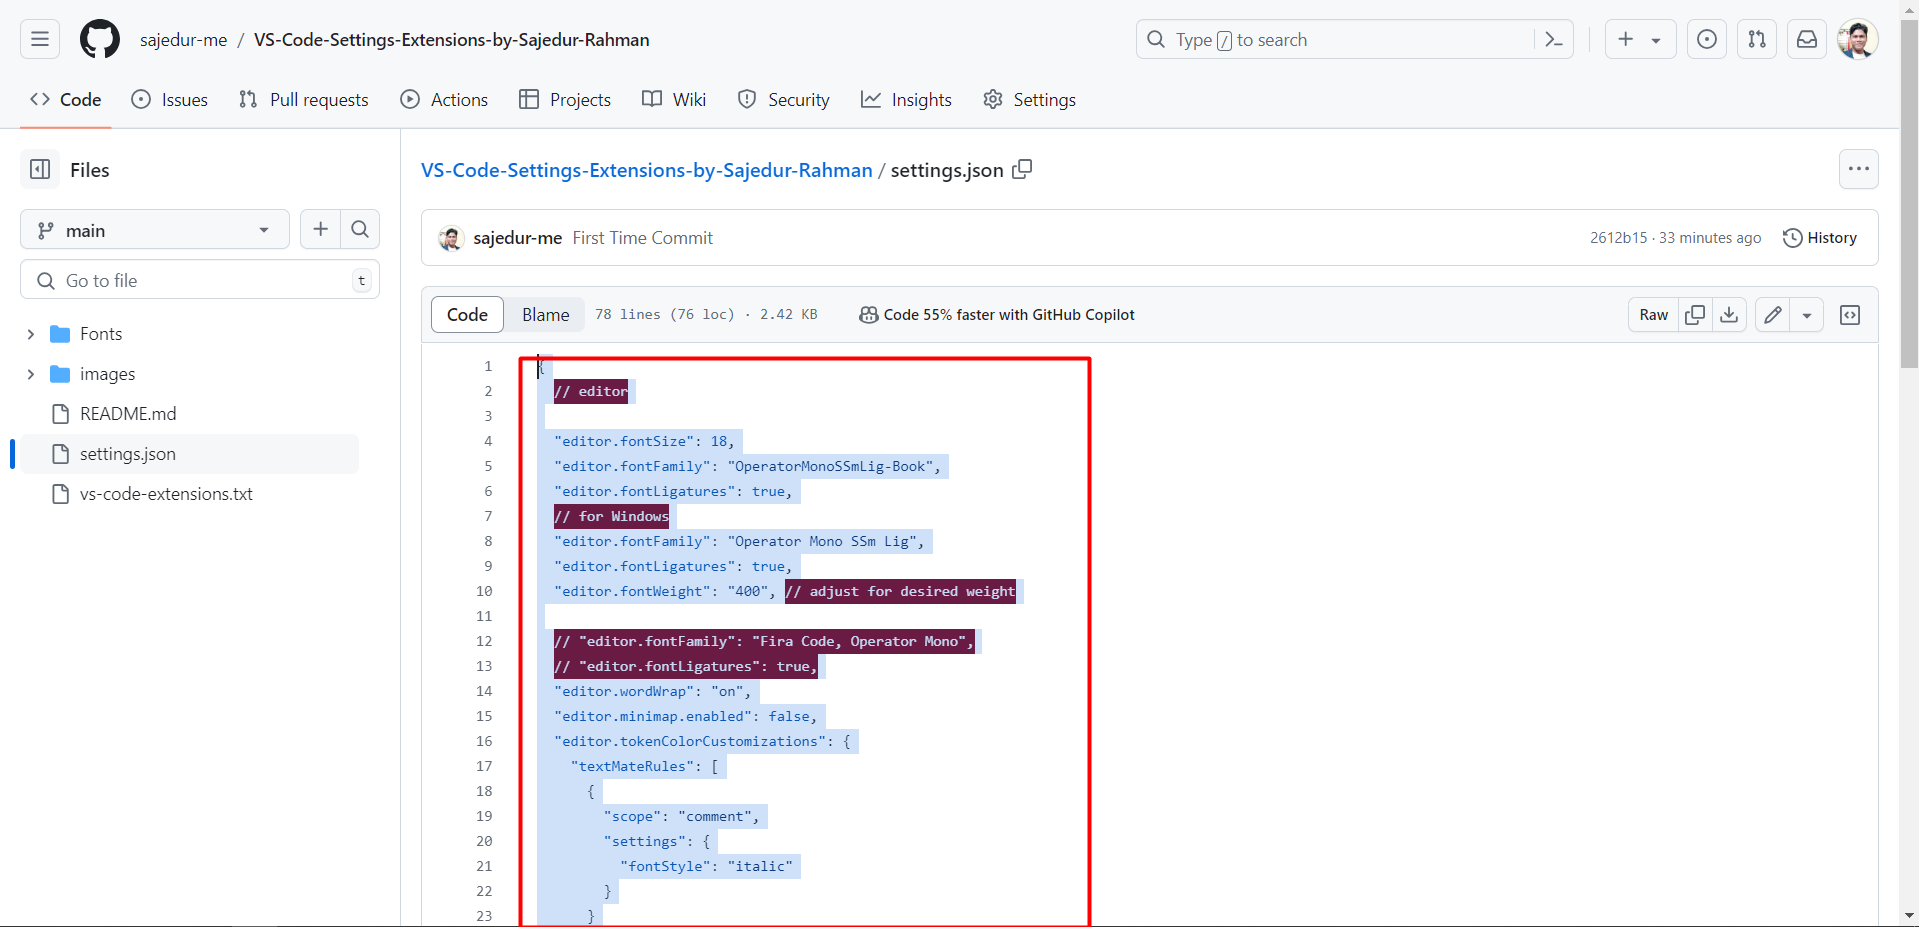 sajedur-me / VS-Code-Settings-Extensions-by-Sajedur-Rahman
Type / to search
Code
Issues
Pull requests
Actions
Projects
Wiki
Security
Insights
Settings
Files
main
Go to file
t
Fonts
images
README.md
settings.json
vs-code-extensions.txt
VS-Code-Settings-Extensions-by-Sajedur-Rahman / settings.json
sajedur-me First Time Commit
2612b15 · 33 minutes ago
History
Code
Blame
78 lines (76 loc) · 2.42 KB
Code 55% faster with GitHub Copilot
Raw
1 {
2 // editor
3
4 "editor.fontSize": 18,
5 "editor.fontFamily": "OperatorMonoSSmLig-Book",
6 "editor.fontLigatures": true,
7 // for Windows
8 "editor.fontFamily": "Operator Mono SSm Lig",
9 "editor.fontLigatures": true,
10 "editor.fontWeight": "400", // adjust for desired weight
11
12 // "editor.fontFamily": "Fira Code, Operator Mono",
13 // "editor.fontLigatures": true,
14 "editor.wordWrap": "on",
15 "editor.minimap.enabled": false,
16 "editor.tokenColorCustomizations": {
17 "textMateRules": [
18 {
19 "scope": "comment",
20 "settings": {
21 "fontStyle": "italic"
22 }
23 }